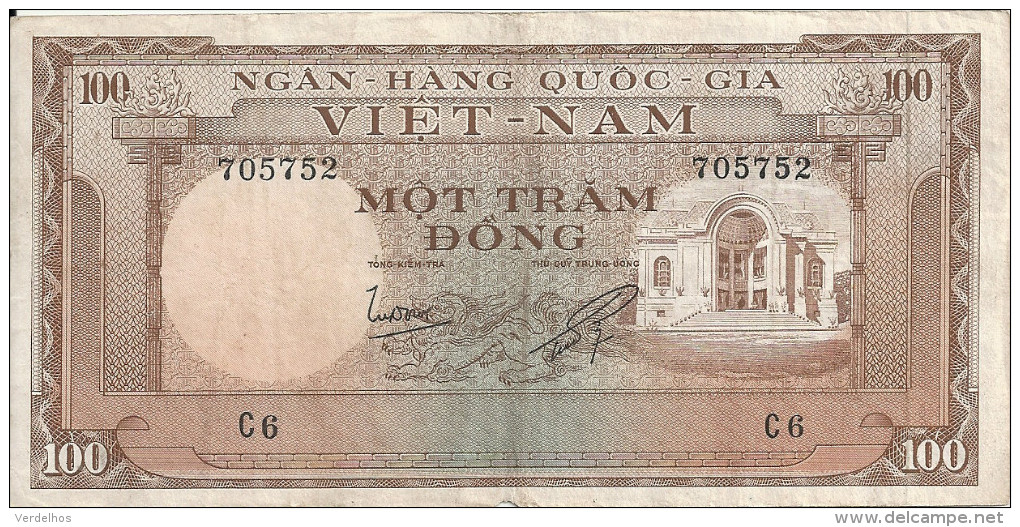 100 NGÂN-HÀNG QUỐC-GIA 100
VIỆT-NAM
705752 705752
MỘT TRĂM
ĐỒNG
TỔNG-KIỂM-TRA THỦ QUỸ TRUNG-ƯƠNG
C6 C6
100 100
Verdelhos
delcampe.net